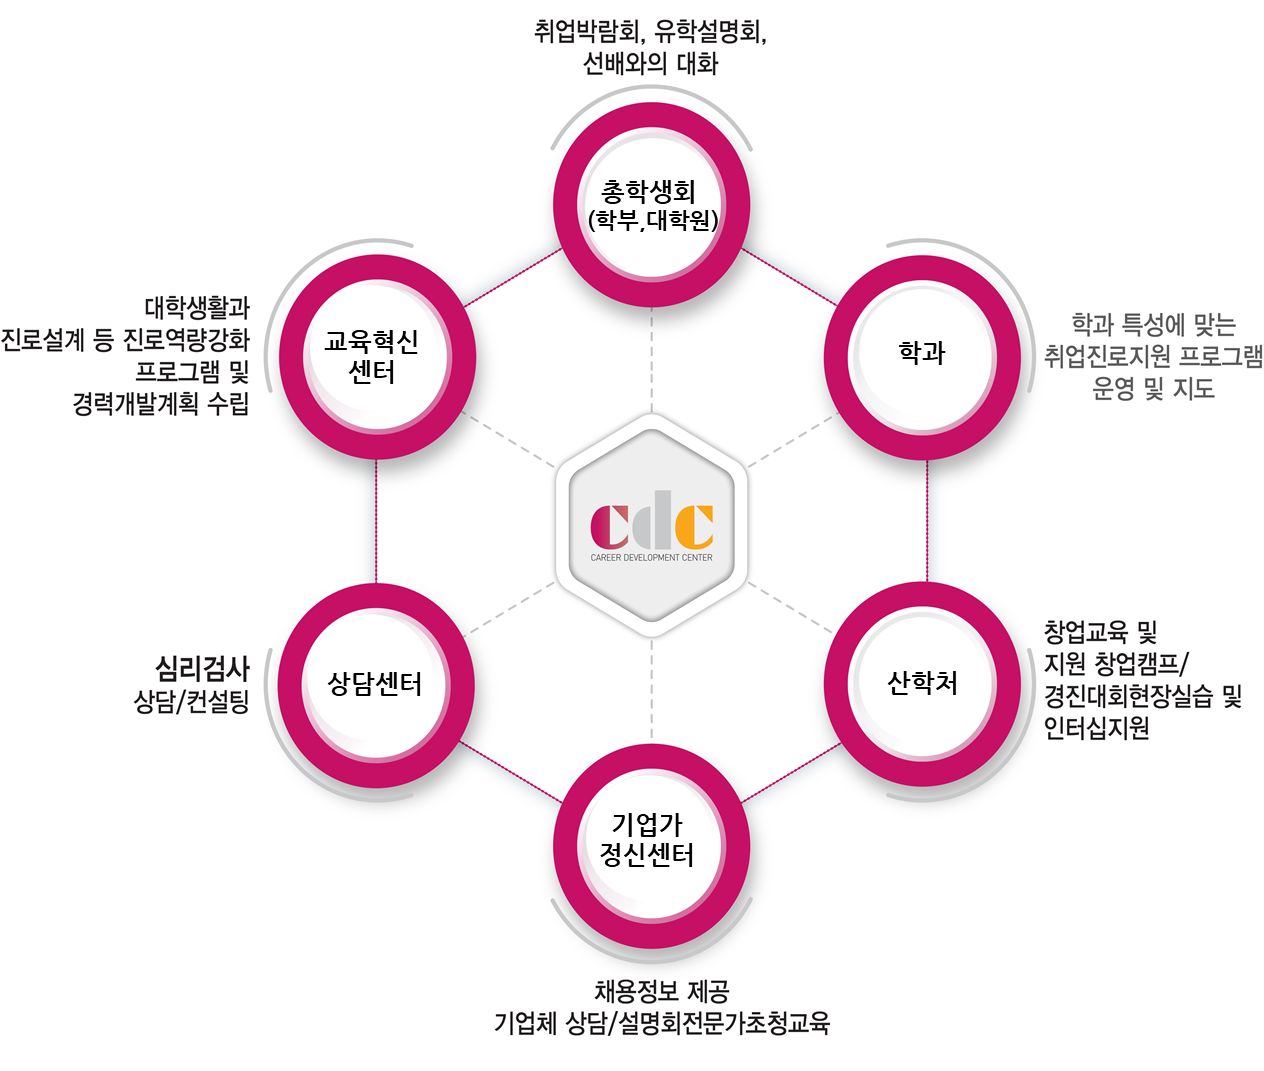 취업박람회, 유학설명회,
선배와의 대화
총학생회
(학부,대학원)
대학생활과
진로설계 등 진로역량강화
프로그램 및
경력개발계획 수립
교육혁신
센터
학과
학과 특성에 맞는
취업진로지원 프로그램
운영 및 지도
cdc
CAREER DEVELOPMENT CENTER
심리검사
상담/컨설팅
상담센터
산학처
창업교육 및
지원 창업캠프/
경진대회현장실습 및
인터십지원
기업가
정신센터
채용정보 제공
기업체 상담/설명회전문가초청교육